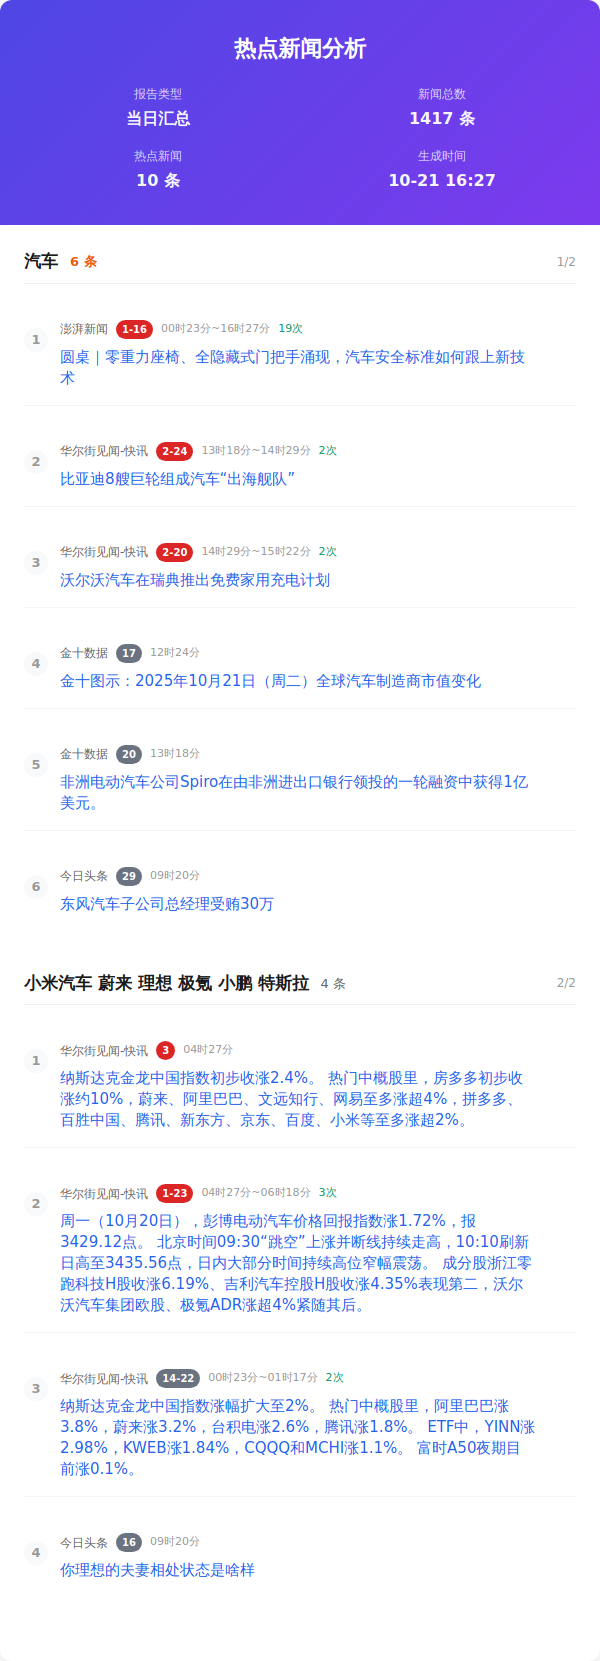 热点新闻分析
报告类型
当日汇总
新闻总数
1417 条
热点新闻
10 条
生成时间
10-21 16:27
汽车 6 条 1/2
1 澎湃新闻 1-16 00时23分~16时27分 19次
圆桌｜零重力座椅、全隐藏式门把手涌现，汽车安全标准如何跟上新技
术
2 华尔街见闻-快讯 2-24 13时18分~14时29分 2次
比亚迪8艘巨轮组成汽车“出海舰队”
3 华尔街见闻-快讯 2-20 14时29分~15时22分 2次
沃尔沃汽车在瑞典推出免费家用充电计划
4 金十数据 17 12时24分
金十图示：2025年10月21日（周二）全球汽车制造商市值变化
5 金十数据 20 13时18分
非洲电动汽车公司Spiro在由非洲进出口银行领投的一轮融资中获得1亿
美元。
6 今日头条 29 09时20分
东风汽车子公司总经理受贿30万
小米汽车 蔚来 理想 极氪 小鹏 特斯拉 4 条 2/2
1 华尔街见闻-快讯 3 04时27分
纳斯达克金龙中国指数初步收涨2.4%。 热门中概股里，房多多初步收
涨约10%，蔚来、阿里巴巴、文远知行、网易至多涨超4%，拼多多、
百胜中国、腾讯、新东方、京东、百度、小米等至多涨超2%。
2 华尔街见闻-快讯 1-23 04时27分~06时18分 3次
周一（10月20日），彭博电动汽车价格回报指数涨1.72%，报
3429.12点。 北京时间09:30“跳空”上涨并断线持续走高，10:10刷新
日高至3435.56点，日内大部分时间持续高位窄幅震荡。 成分股浙江零
跑科技H股收涨6.19%、吉利汽车控股H股收涨4.35%表现第二，沃尔
沃汽车集团欧股、极氪ADR涨超4%紧随其后。
3 华尔街见闻-快讯 14-22 00时23分~01时17分 2次
纳斯达克金龙中国指数涨幅扩大至2%。 热门中概股里，阿里巴巴涨
3.8%，蔚来涨3.2%，台积电涨2.6%，腾讯涨1.8%。 ETF中，YINN涨
2.98%，KWEB涨1.84%，CQQQ和MCHI涨1.1%。 富时A50夜期目
前涨0.1%。
4 今日头条 16 09时20分
你理想的夫妻相处状态是啥样